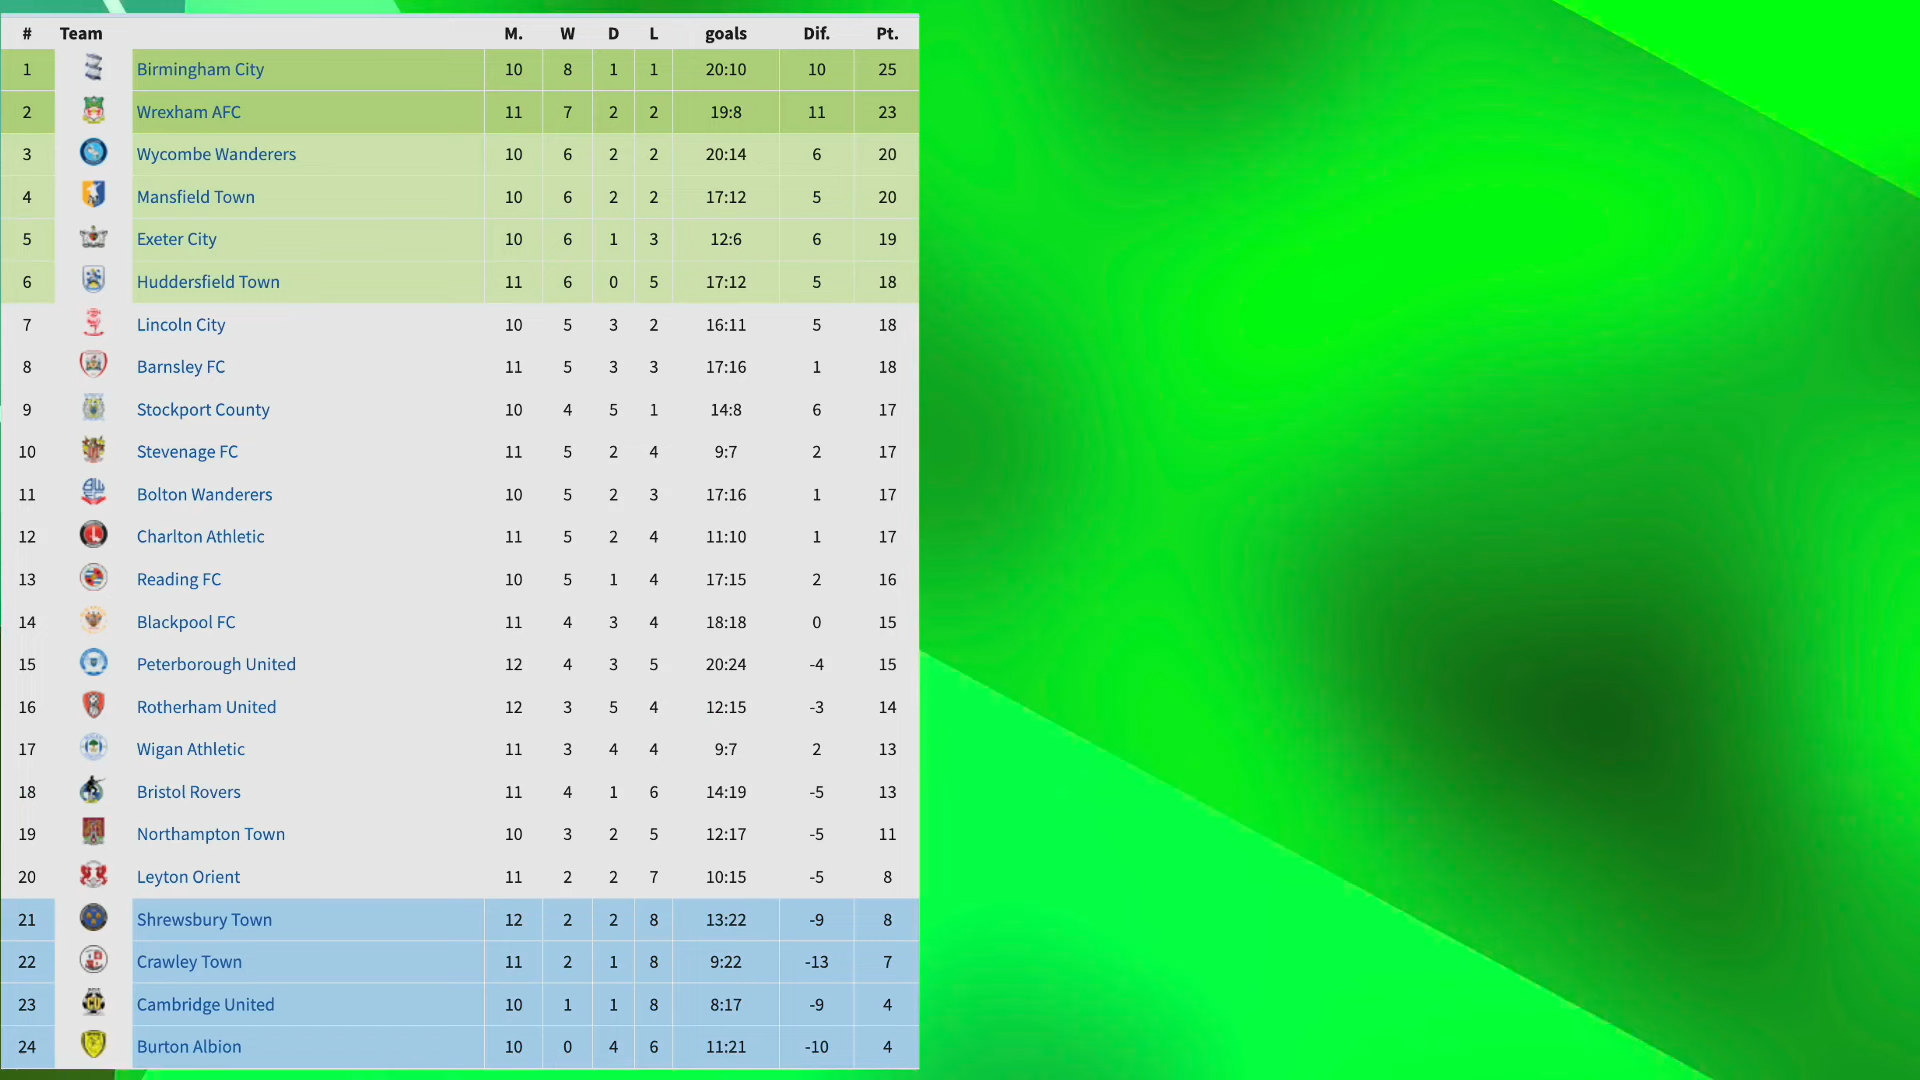 # Team M. W D L goals Dif. Pt.
1 Birmingham City 10 8 1 1 20:10 10 25
2 Wrexham AFC 11 7 2 2 19:8 11 23
3 Wycombe Wanderers 10 6 2 2 20:14 6 20
4 Mansfield Town 10 6 2 2 17:12 5 20
5 Exeter City 10 6 1 3 12:6 6 19
6 Huddersfield Town 11 6 0 5 17:12 5 18
7 Lincoln City 10 5 3 2 16:11 5 18
8 Barnsley FC 11 5 3 3 17:16 1 18
9 Stockport County 10 4 5 1 14:8 6 17
10 Stevenage FC 11 5 2 4 9:7 2 17
11 Bolton Wanderers 10 5 2 3 17:16 1 17
12 Charlton Athletic 11 5 2 4 11:10 1 17
13 Reading FC 10 5 1 4 17:15 2 16
14 Blackpool FC 11 4 3 4 18:18 0 15
15 Peterborough United 12 4 3 5 20:24 -4 15
16 Rotherham United 12 3 5 4 12:15 -3 14
17 Wigan Athletic 11 3 4 4 9:7 2 13
18 Bristol Rovers 11 4 1 6 14:19 -5 13
19 Northampton Town 10 3 2 5 12:17 -5 11
20 Leyton Orient 11 2 2 7 10:15 -5 8
21 Shrewsbury Town 12 2 2 8 13:22 -9 8
22 Crawley Town 11 2 1 8 9:22 -13 7
23 Cambridge United 10 1 1 8 8:17 -9 4
24 Burton Albion 10 0 4 6 11:21 -10 4